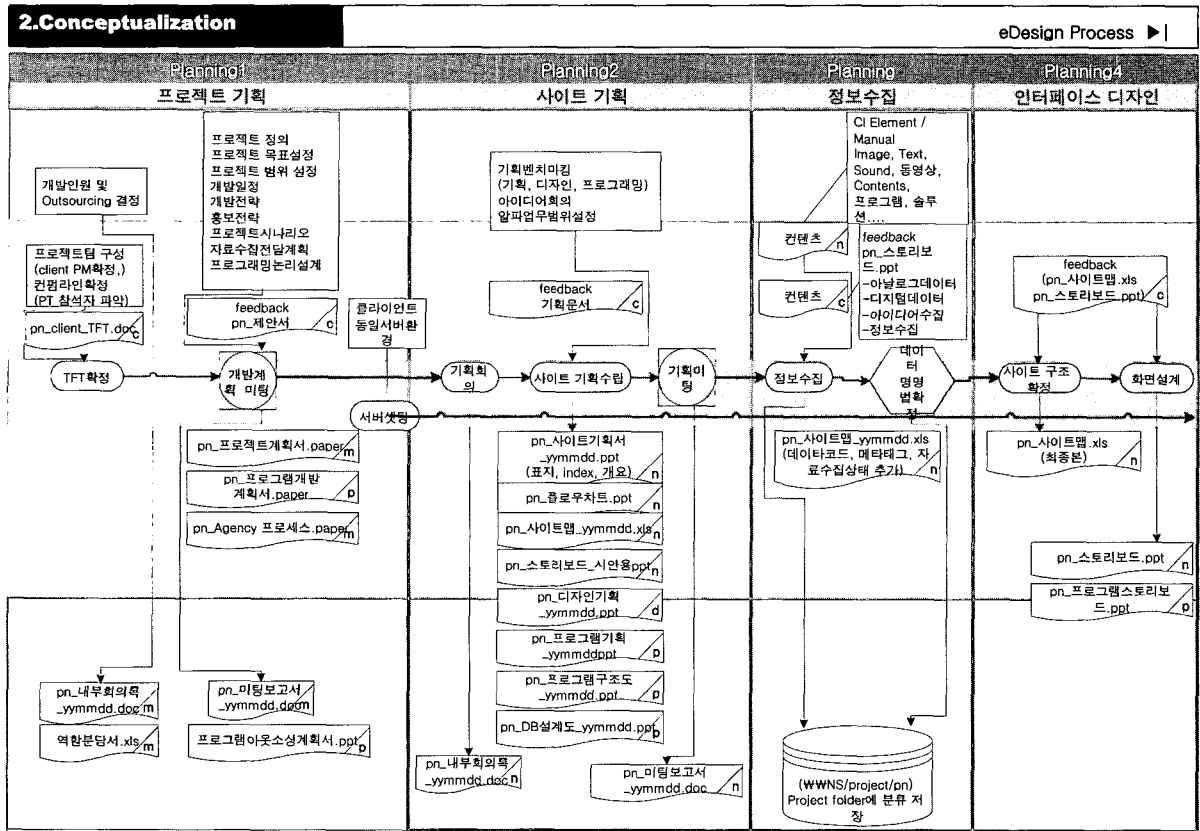 2.Conceptualization
eDesign Process
Planning1
Planning2
Planning
Planning4
프로젝트 기획
사이트 기획
정보수집
인터페이스 디자인
개발인원 및
Outsourcing 결정
프로젝트 정의
프로젝트 목표설정
프로젝트 범위 설정
개발일정
개발전략
홍보전략
프로젝트시나리오
자료수집전달계획
프로그래밍논리설계
프로젝트팀 구성
(client PM확정,)
컨펌라인확정
(PT 참석자 파악)
pn_client_TFT.doc
c
feedback
pn_제안서
c
클라이언트
동일서버환
경
TFT확정
개발계
획 미팅
서버셋팅
pn_프로젝트계획서.paper
m
pn_프로그램개발
계획서.paper
p
pn_Agency 프로세스.paper
m
pn_내부회의록
_yymmdd.doc
m
역할분담서.xls
m
pn_미팅보고서
_yymmdd.dom
프로그램아웃소싱계획서.ppt
p
기획벤치마킹
(기획, 디자인, 프로그래밍)
아이디어회의
알파업무범위설정
feedback
기획문서
c
기획회
의
사이트 기획수립
기획미
팅
pn_사이트기획서
_yymmdd.ppt
(표지, index, 개요)
n
pn_플로우차트.ppt
n
pn_사이트맵_yymmdd.xls
n
pn_스토리보드_시안용ppt
n
pn_디자인기획
_yymmdd.ppt
d
pn_프로그램기획
_yymmddppt
p
pn_프로그램구조도
_yymmdd.ppt
p
pn_DB설계도_yymmdd.ppt
p
pn_내부회의록
_yymmdd.doc
n
pn_미팅보고서
_yymmdd.doc
n
CI Element /
Manual
Image, Text,
Sound, 동영상,
Contents,
프로그램, 솔루
션....
컨텐츠
n
컨텐츠
c
feedback
pn_스토리보
드.ppt
-아날로그데이터
-디지털데이터
-아이디어수집
-정보수집
정보수집
데이
터
명명
법확
정
pn_사이트맵_yymmdd.xls
(데이타코드, 메타태그, 자
료수집상태 추가)
n
(₩₩NS/project/pn)
Project folder에 분류 저
장
feedback
(pn_사이트맵.xls
pn_스토리보드.ppt)
c
사이트 구조
확정
화면설계
pn_사이트맵.xls
(최종본)
n
pn_스토리보드.ppt
n
pn_프로그램스토리보
드.ppt
p